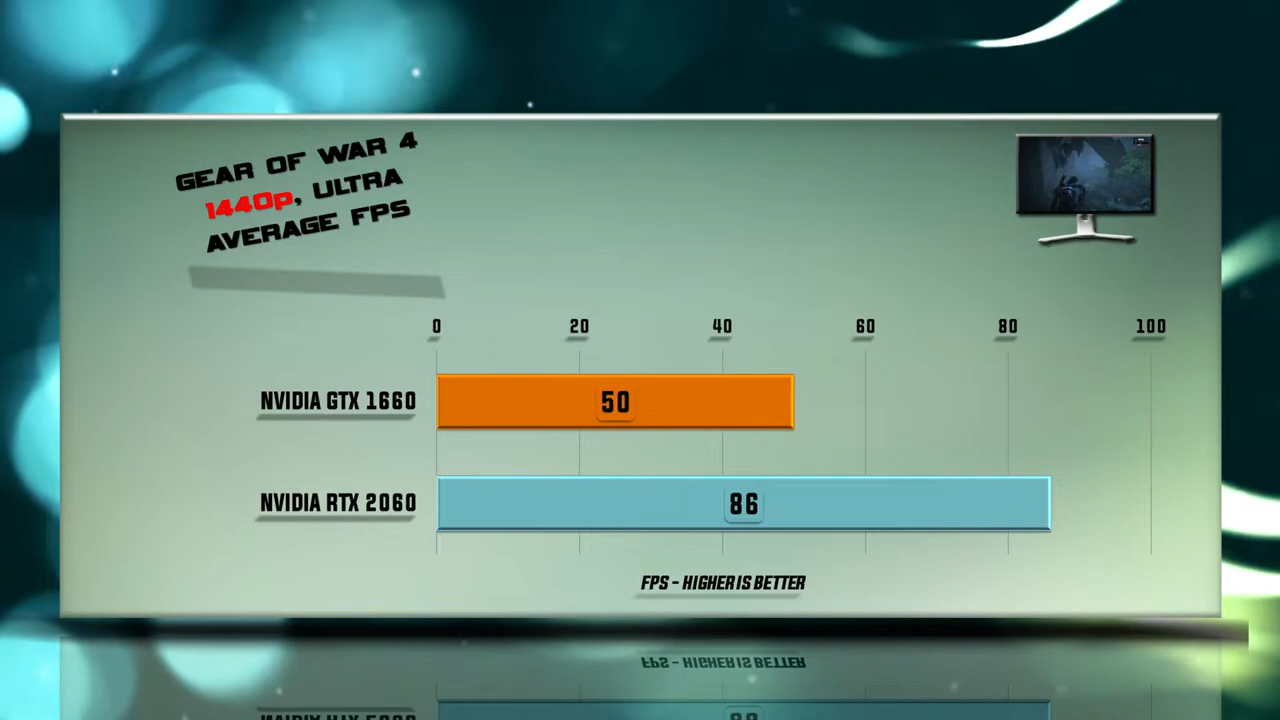 GEAR OF WAR 4
1440p, ULTRA
AVERAGE FPS
0 20 40 60 80 100
NVIDIA GTX 1660 50
NVIDIA RTX 2060 86
FPS - HIGHER IS BETTER